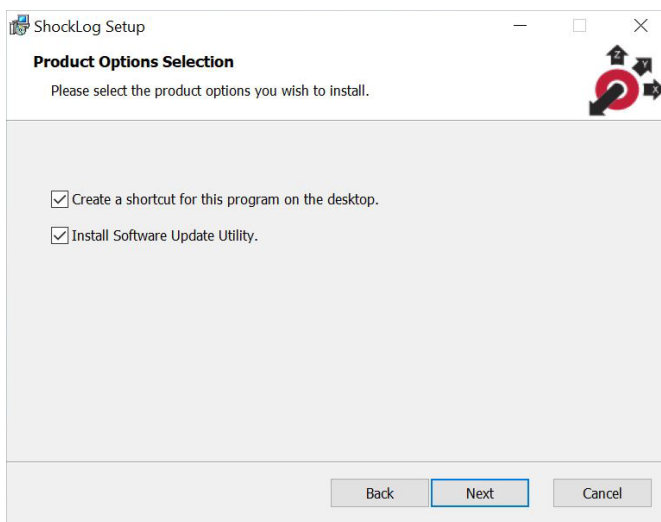 ShockLog Setup
Product Options Selection
Please select the product options you wish to install.
Z
Y
X
Create a shortcut for this program on the desktop.
Install Software Update Utility.
Back Next Cancel